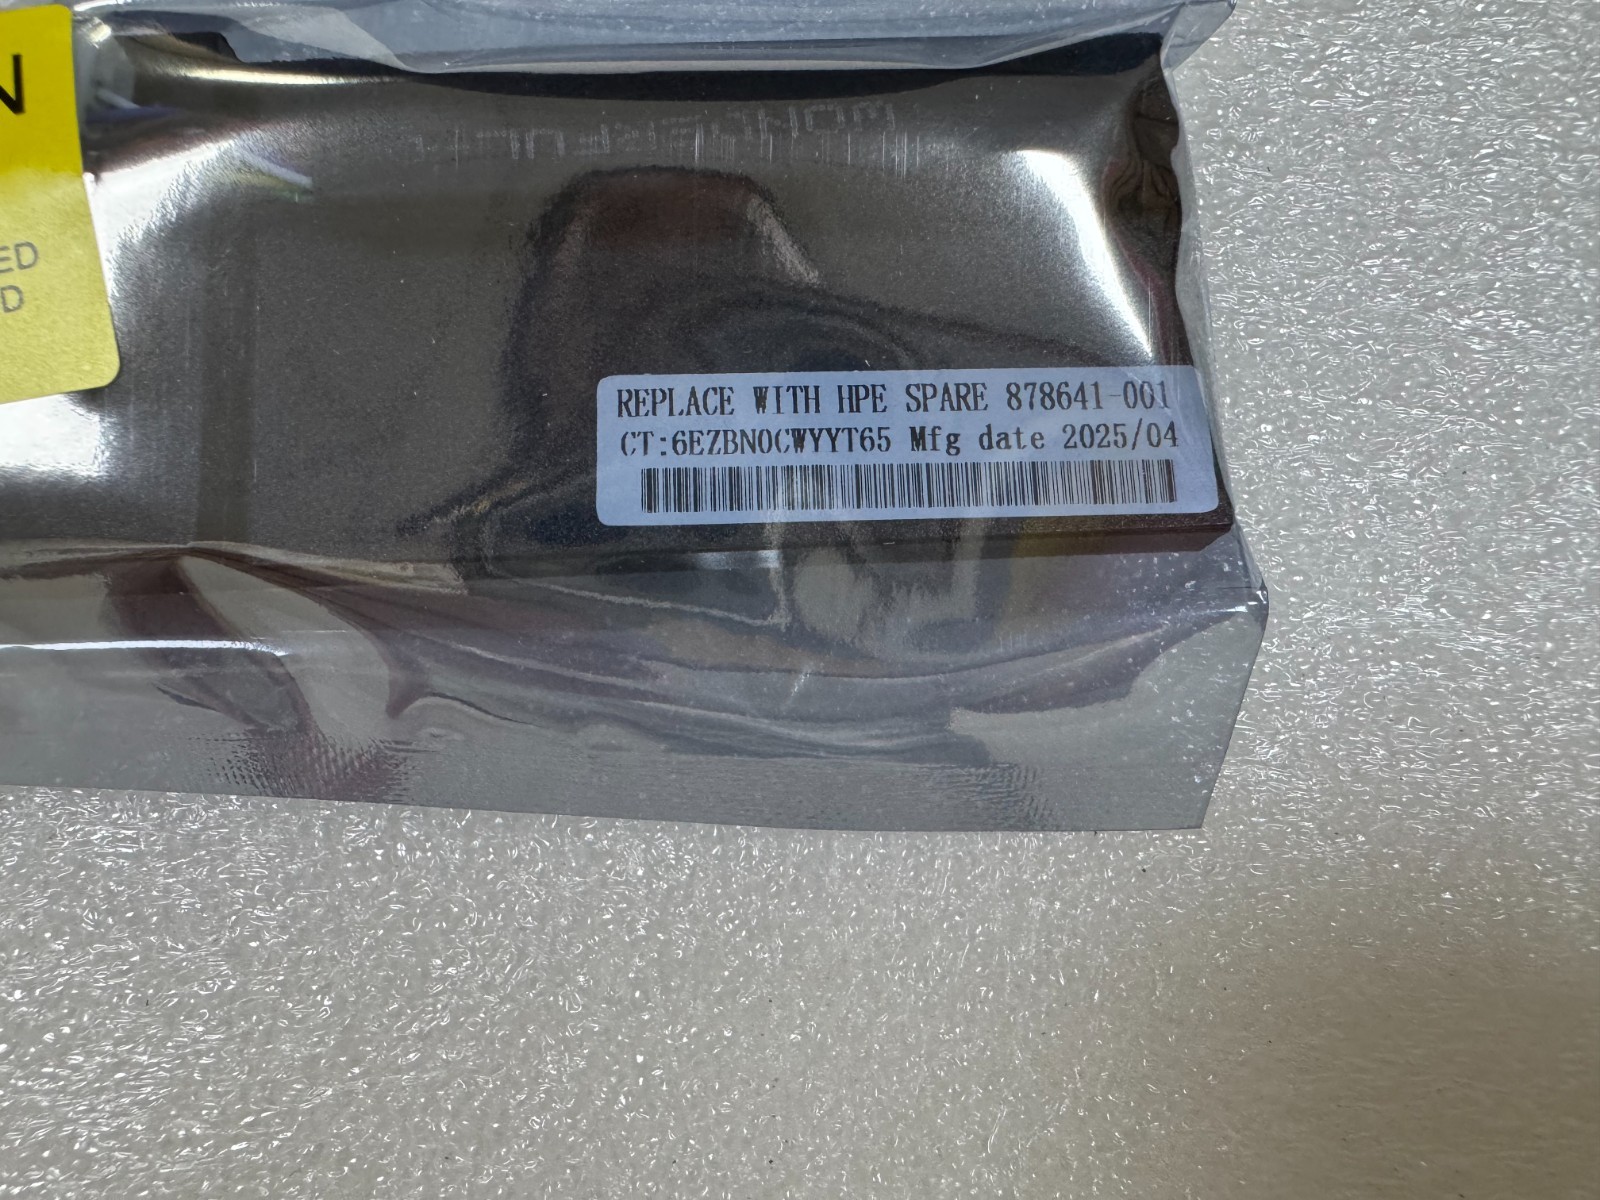 N
ED
D
REPLACE WITH HPE SPARE 878641-001
CT:6EZBN0CWYYT65 Mfg date 2025/04